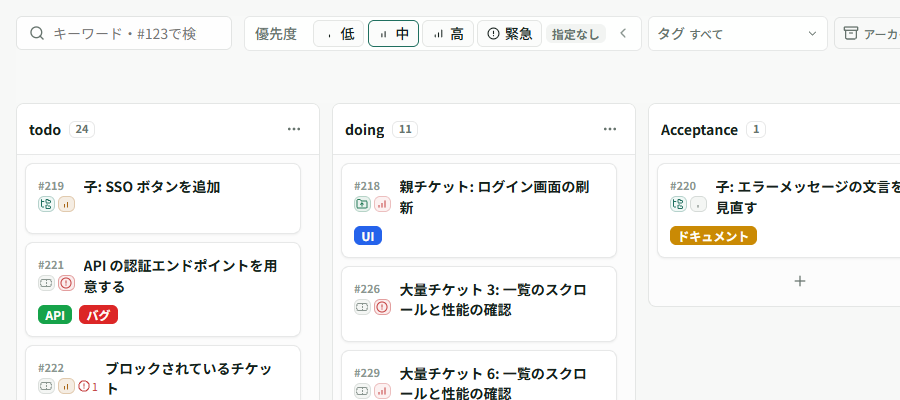 キーワード・#123で検
優先度 低 中 高 緊急 指定なし
タグ すべて
アーカ
todo 24
#219 子: SSO ボタンを追加
#221 API の認証エンドポイントを用
意する
API バグ
#222 ブロックされているチケッ
1 ト
doing 11
#218 親チケット: ログイン画面の刷
新
UI
#226 大量チケット 3: 一覧のスクロ
ールと性能の確認
#229 大量チケット 6: 一覧のスクロ
ールと性能の確認
Acceptance 1
#220 子: エラーメッセージの文言を
見直す
ドキュメント